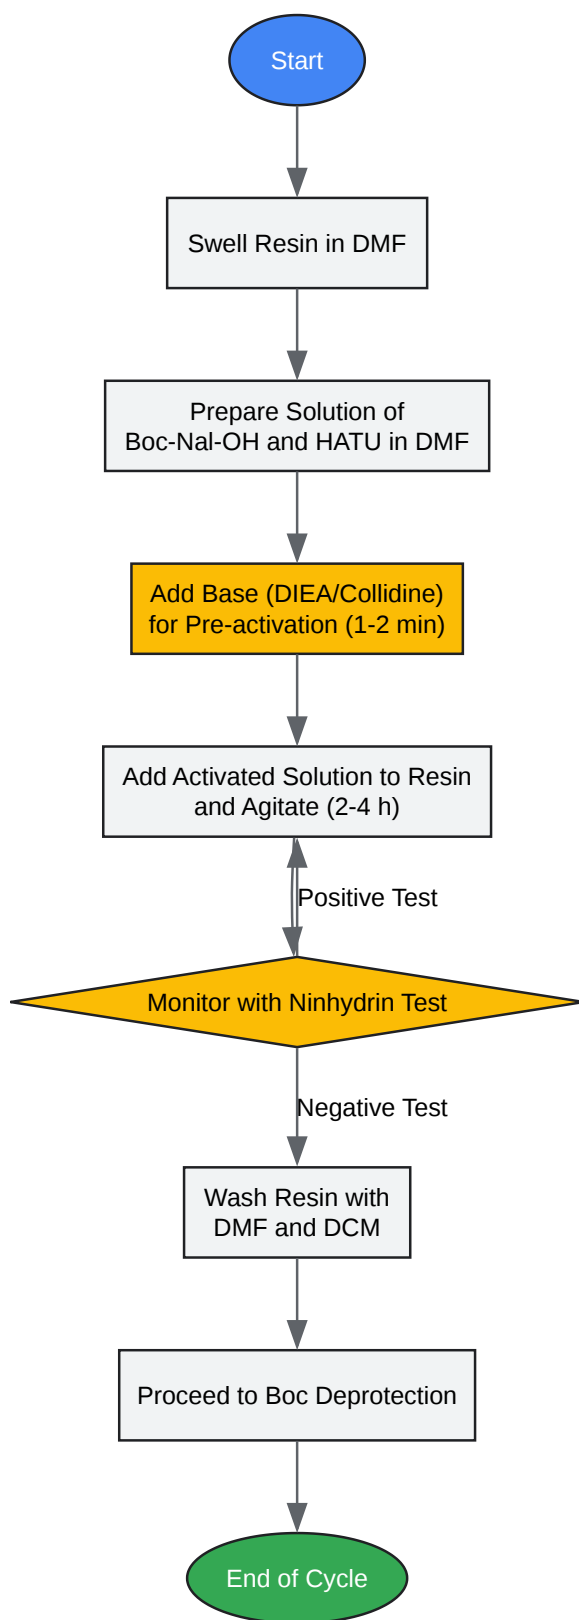 Start
Swell Resin in DMF
Prepare Solution of
Boc-Nal-OH and HATU in DMF
Add Base (DIEA/Collidine)
for Pre-activation (1-2 min)
Add Activated Solution to Resin
and Agitate (2-4 h)
Positive Test
Monitor with Ninhydrin Test
Negative Test
Wash Resin with
DMF and DCM
Proceed to Boc Deprotection
End of Cycle